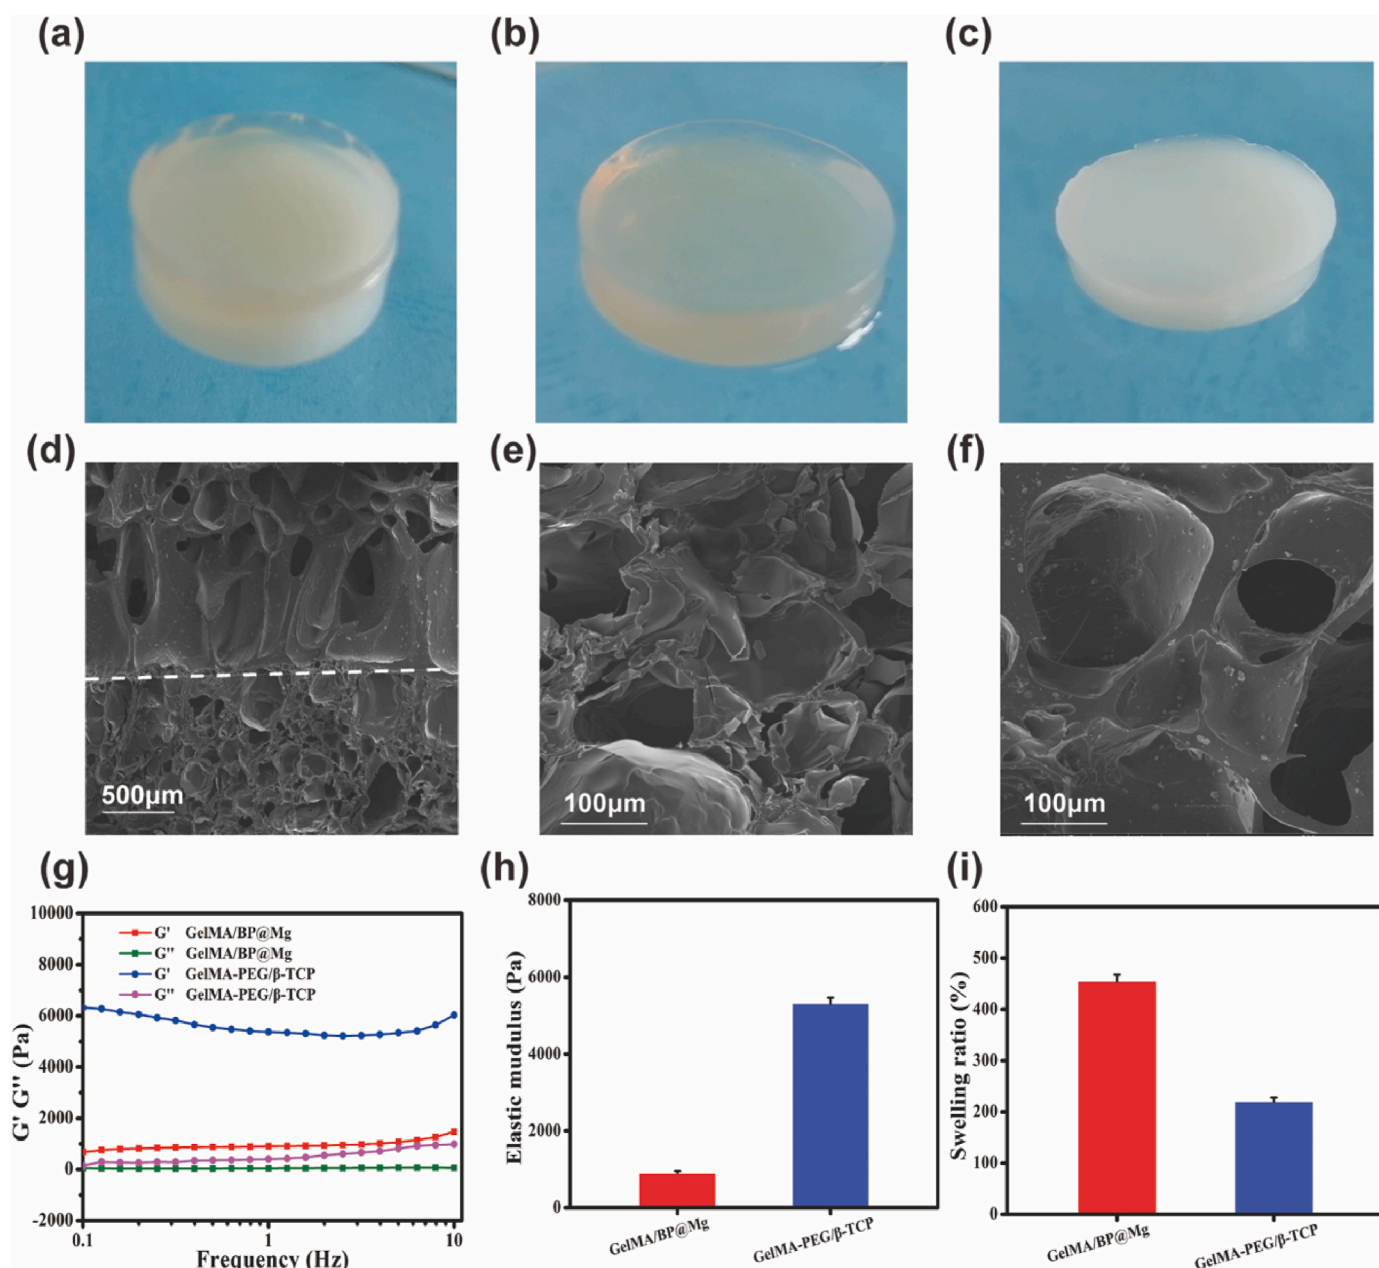 (a)
(b)
(c)
(d)
(e)
(f)
500µm
100µm
100µm
(g)
(h)
(i)
10000
8000
6000
4000
2000
0
-2000
G' G'' (Pa)
G' GelMA/BP@Mg
G'' GelMA/BP@Mg
G' GelMA-PEG/β-TCP
G'' GelMA-PEG/β-TCP
0.1
1
10
Frequency (Hz)
8000
6000
4000
2000
0
Elastic mudulus (Pa)
GelMA/BP@Mg
GelMA-PEG/β-TCP
600
500
400
300
200
100
0
Swelling ratio (%)
GelMA/BP@Mg
GelMA-PEG/β-TCP